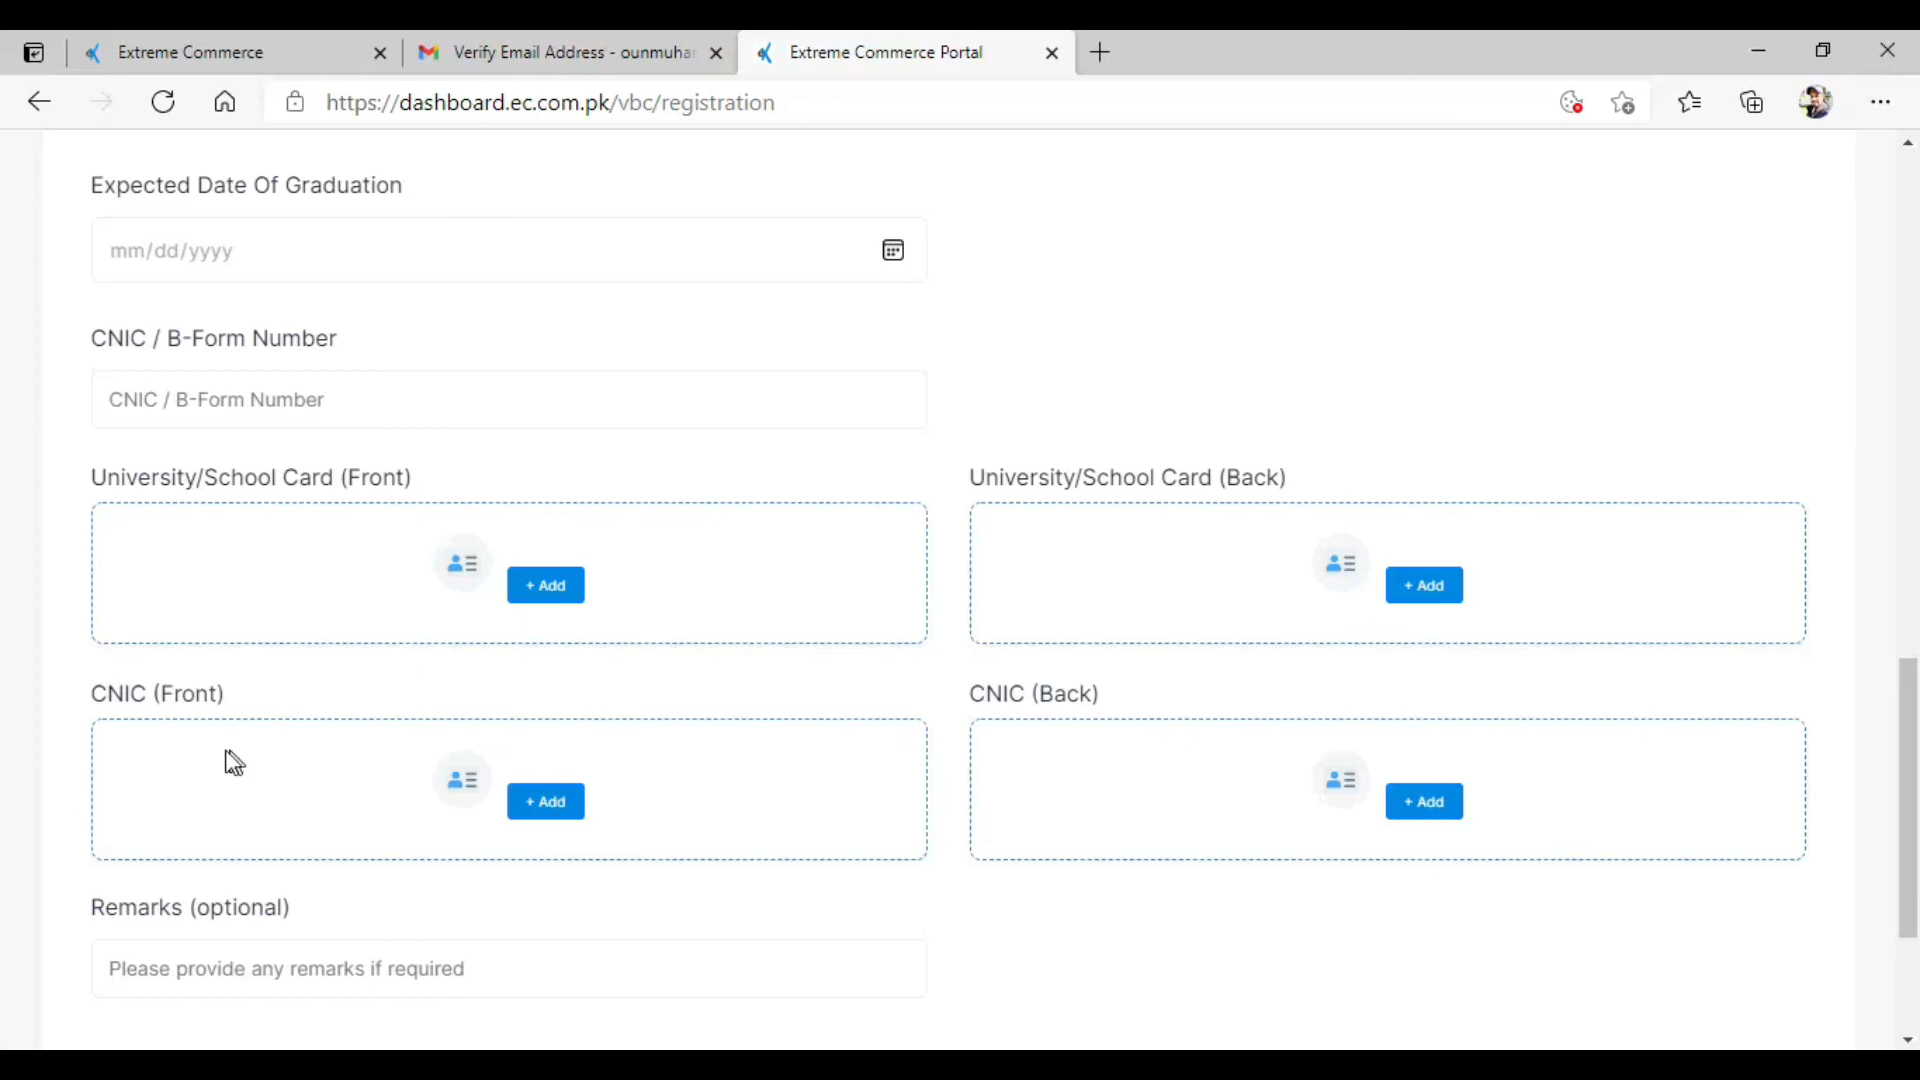 Extreme Commerce
Verify Email Address - ounmuhar
Extreme Commerce Portal
https://dashboard.ec.com.pk/vbc/registration
Expected Date Of Graduation
mm/dd/yyyy
CNIC / B-Form Number
CNIC / B-Form Number
University/School Card (Front)
University/School Card (Back)
+ Add
+ Add
CNIC (Front)
CNIC (Back)
+ Add
+ Add
Remarks (optional)
Please provide any remarks if required